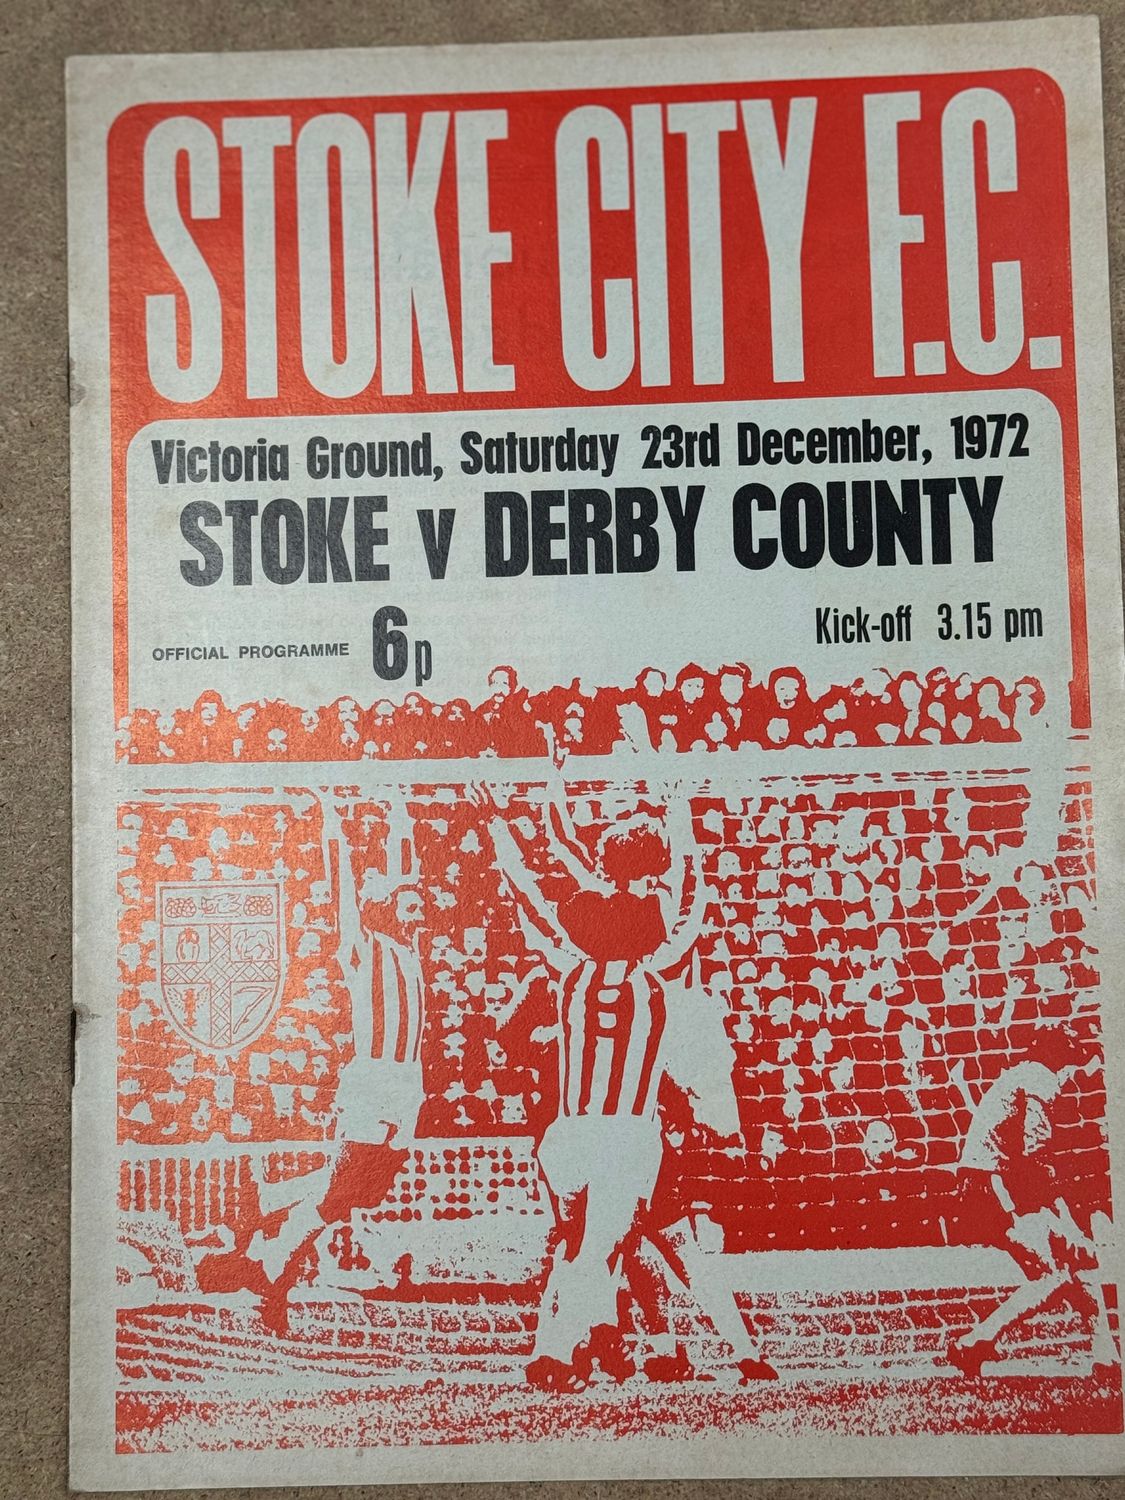 STOKE CITY F.C.
Victoria Ground, Saturday 23rd December, 1972
STOKE v DERBY COUNTY
OFFICIAL PROGRAMME 6p
Kick-off 3.15 pm